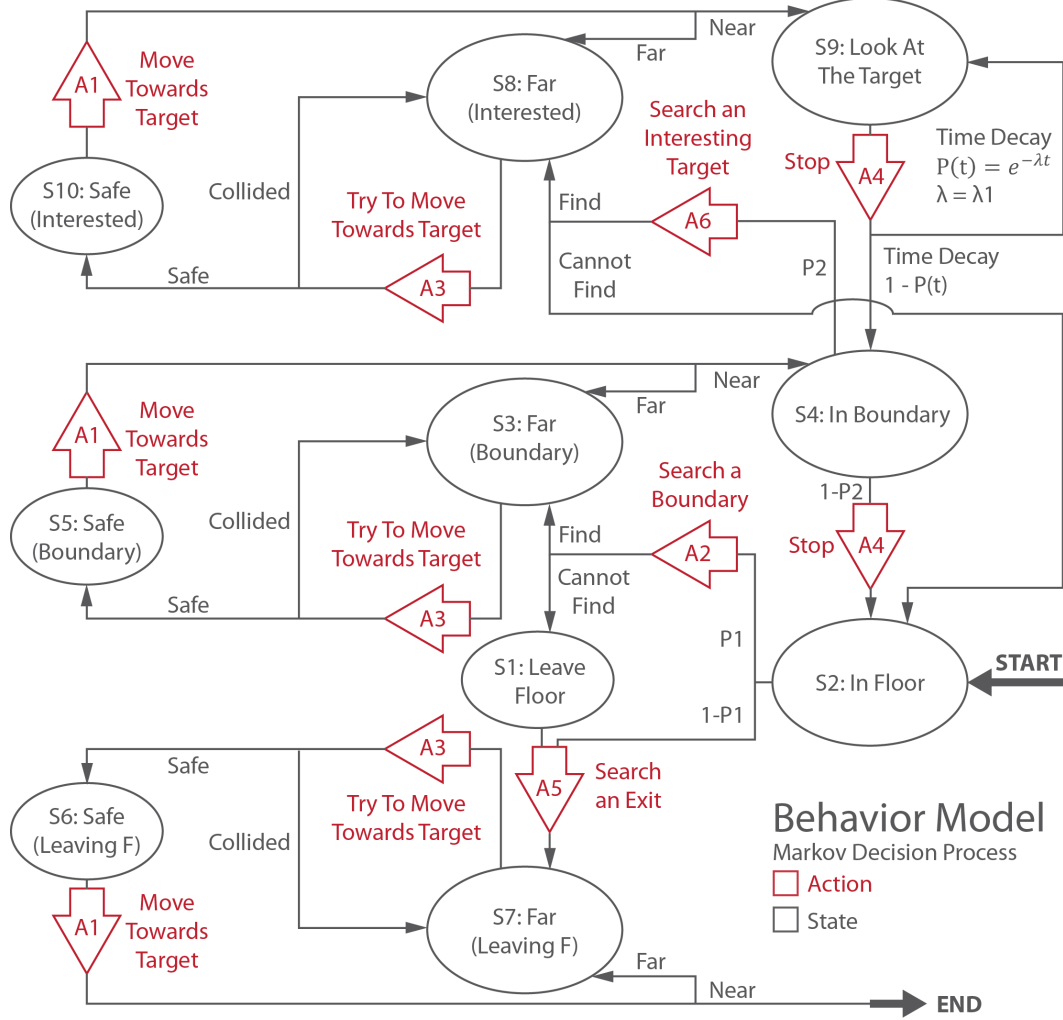 A1
Move
Towards
Target
Near
Far
S8: Far
(Interested)
S9: Look At
The Target
Search an
Interesting
Target
Stop
A4
Time Decay
P(t) = e^{-λt}
λ = λ1
S10: Safe
(Interested)
Collided
Try To Move
Towards Target
Find
A6
Cannot
Find
P2
Time Decay
1 - P(t)
Safe
A3
A1
Move
Towards
Target
Near
Far
S3: Far
(Boundary)
S4: In Boundary
Search a
Boundary
1-P2
Stop
A4
S5: Safe
(Boundary)
Collided
Try To Move
Towards Target
Find
A2
Cannot
Find
Safe
A3
P1
S1: Leave
Floor
S2: In Floor
START
1-P1
Safe
A3
A5
Search
an Exit
Try To Move
Towards Target
S6: Safe
(Leaving F)
Collided
A1
Move
Towards
Target
S7: Far
(Leaving F)
Far
Near
END
Behavior Model
Markov Decision Process
Action
State